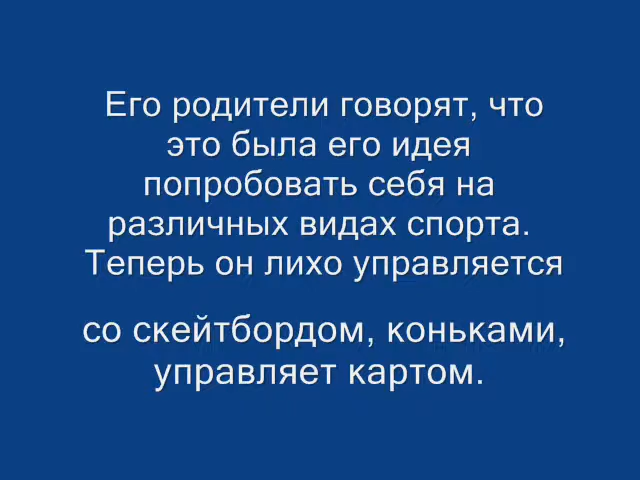 Его родители говорят, что
это была его идея
попробовать себя на
различных видах спорта.
Теперь он лихо управляется
со скейтбордом, коньками,
управляет картом.